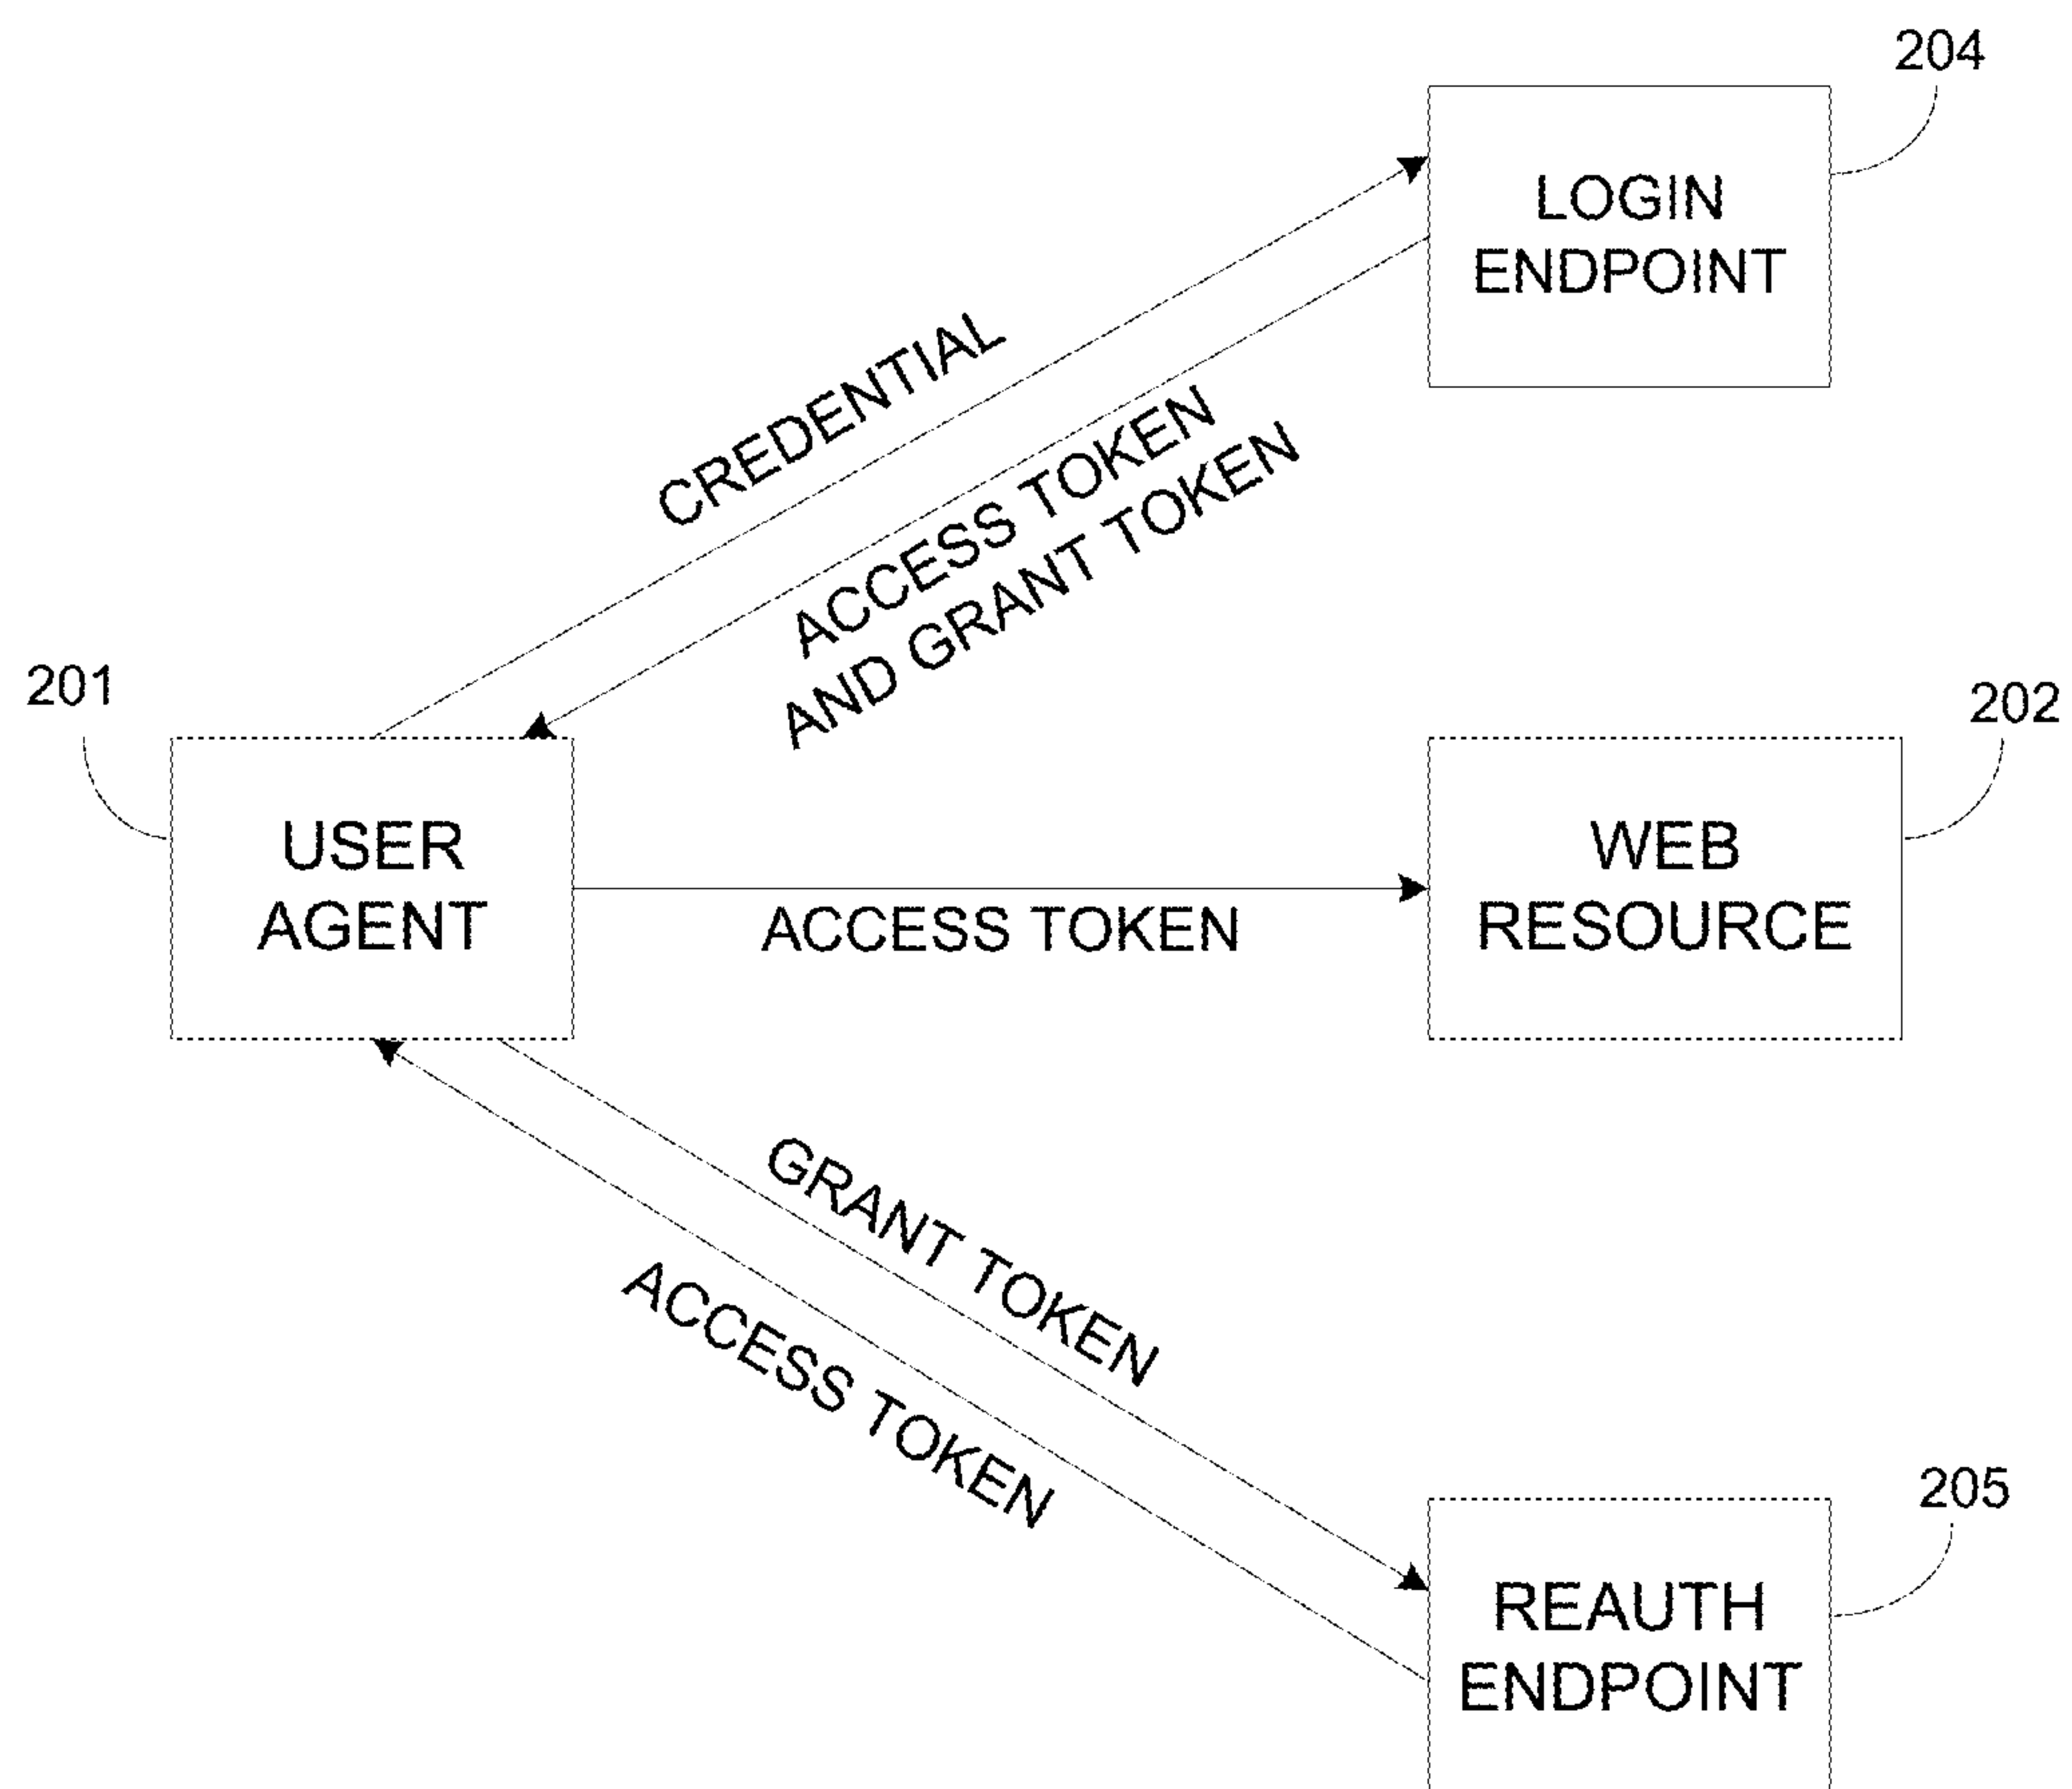 204
LOGIN
ENDPOINT
CREDENTIAL
ACCESS TOKEN
AND GRANT TOKEN
201
202
USER
AGENT
WEB
RESOURCE
ACCESS TOKEN
GRANT TOKEN
ACCESS TOKEN
205
REAUTH
ENDPOINT